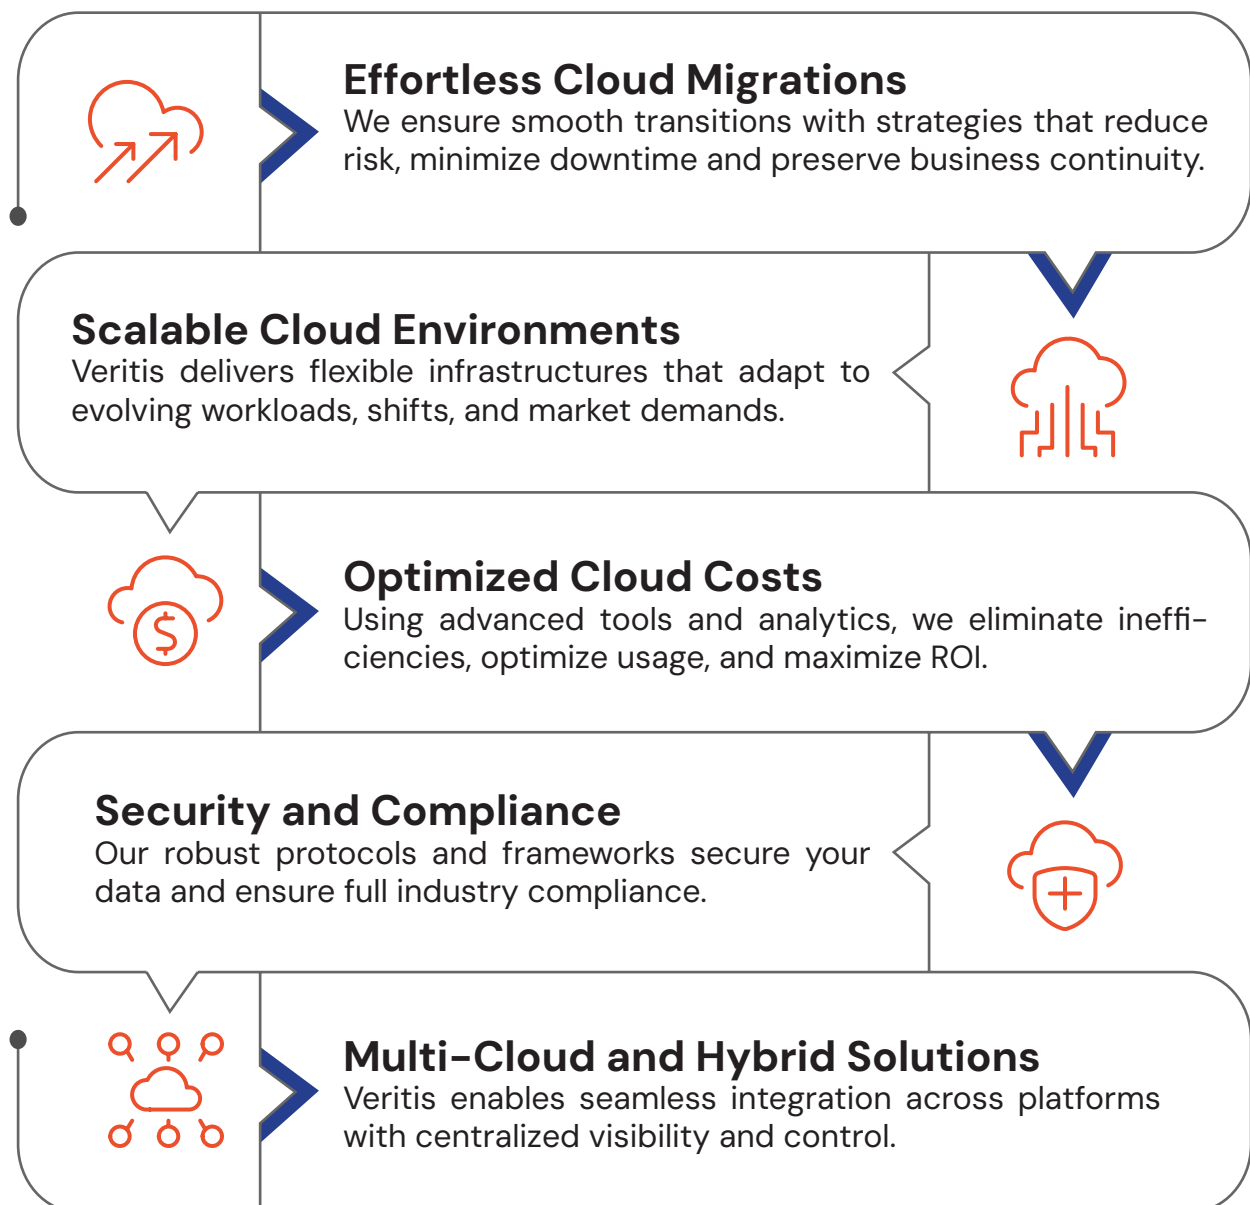 Effortless Cloud Migrations
We ensure smooth transitions with strategies that reduce
risk, minimize downtime and preserve business continuity.
Scalable Cloud Environments
Veritis delivers flexible infrastructures that adapt to
evolving workloads, shifts, and market demands.
$
Optimized Cloud Costs
Using advanced tools and analytics, we eliminate ineffi-
ciencies, optimize usage, and maximize ROI.
Security and Compliance
Our robust protocols and frameworks secure your
data and ensure full industry compliance.
Multi-Cloud and Hybrid Solutions
Veritis enables seamless integration across platforms
with centralized visibility and control.